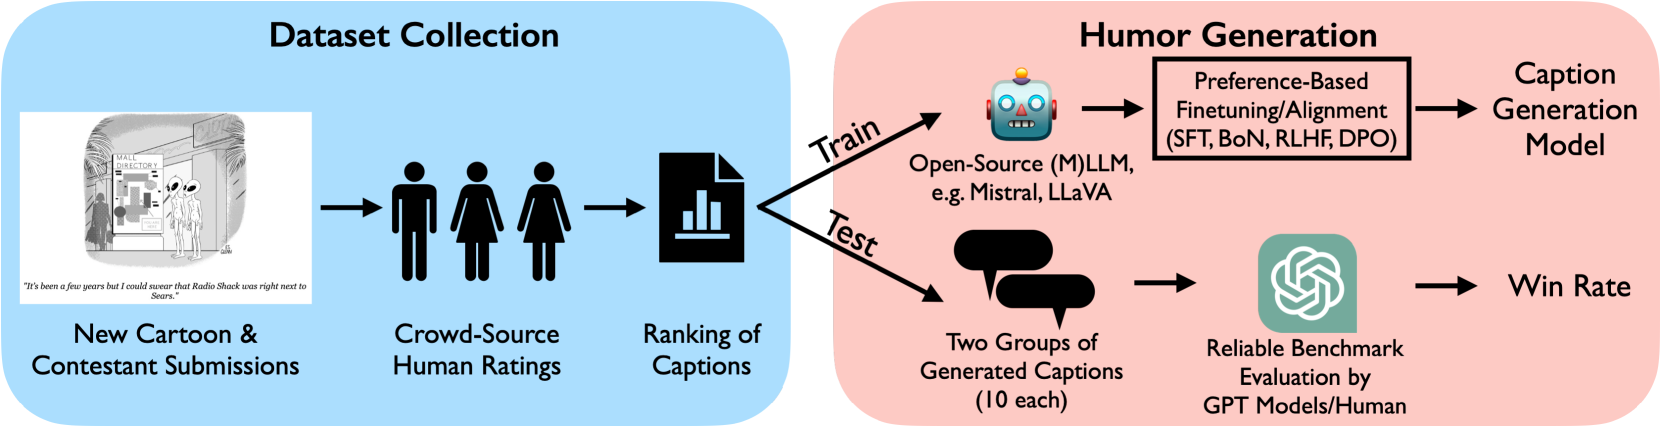 Dataset Collection
MALL
DIRECTORY
"It's been a few years but I could swear that Radio Shack was right next to
Sears."
New Cartoon &
Contestant Submissions
Crowd-Source
Human Ratings
Ranking of
Captions
Humor Generation
Train
Open-Source (M)LLM,
e.g. Mistral, LLaVA
Preference-Based
Finetuning/Alignment
(SFT, BoN, RLHF, DPO)
Caption
Generation
Model
Test
Two Groups of
Generated Captions
(10 each)
Reliable Benchmark
Evaluation by
GPT Models/Human
Win Rate